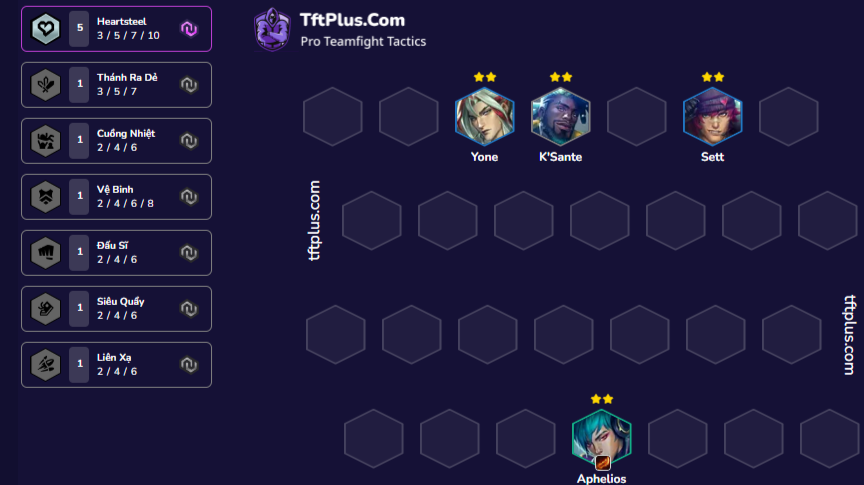 5
Heartsteel
3 / 5 / 7 / 10
1
Thánh Ra Dẻ
3 / 5 / 7
1
Cuồng Nhiệt
2 / 4 / 6
1
Vệ Binh
2 / 4 / 6 / 8
1
Đấu Sĩ
2 / 4 / 6
1
Siêu Quẩy
2 / 4 / 6
1
Liên Xạ
2 / 4 / 6
TftPlus.Com
Pro Teamfight Tactics
Yone
K'Sante
Sett
tftplus.com
tftplus.com
Aphelios